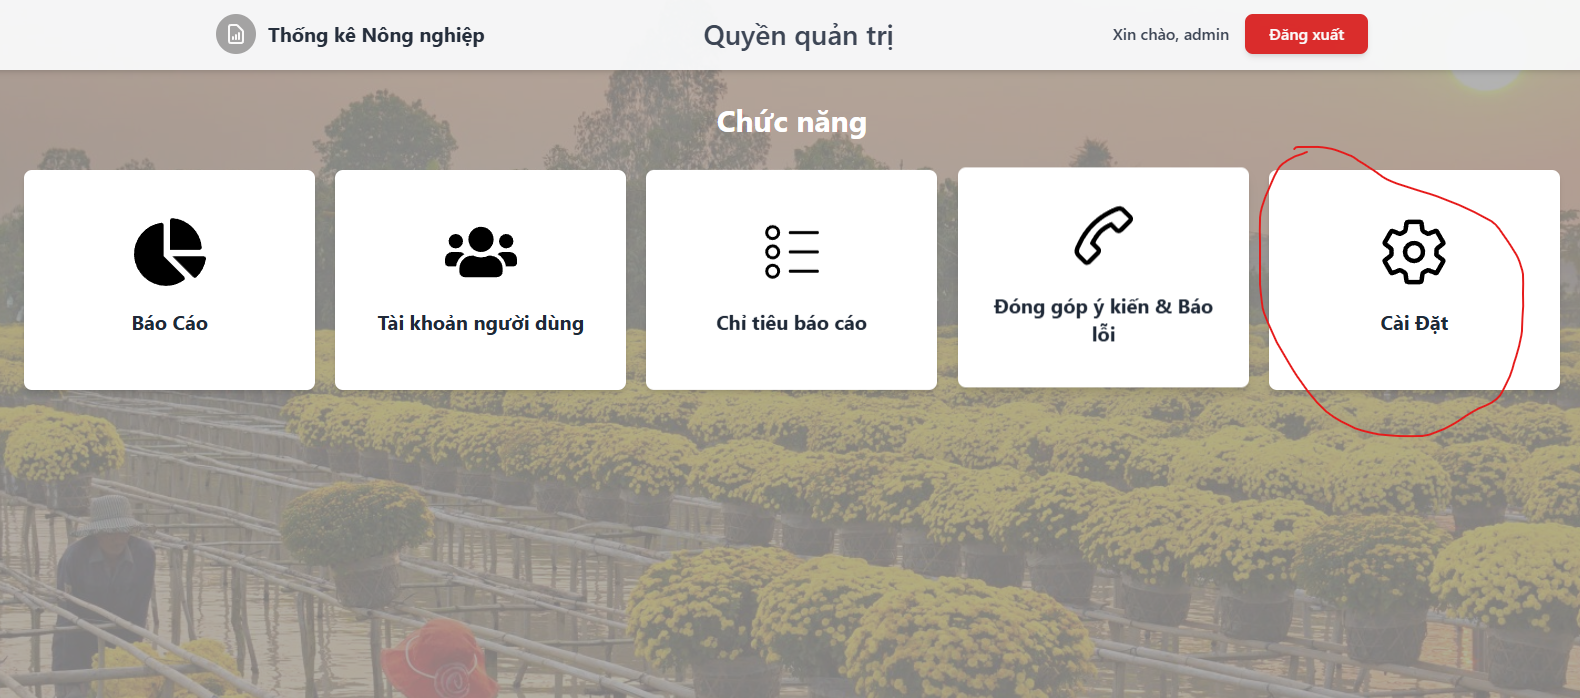 Thống kê Nông nghiệp
Quyền quản trị
Xin chào, admin
Đăng xuất
Chức năng
Báo Cáo
Tài khoản người dùng
Chỉ tiêu báo cáo
Đóng góp ý kiến & Báo
lỗi
Cài Đặt